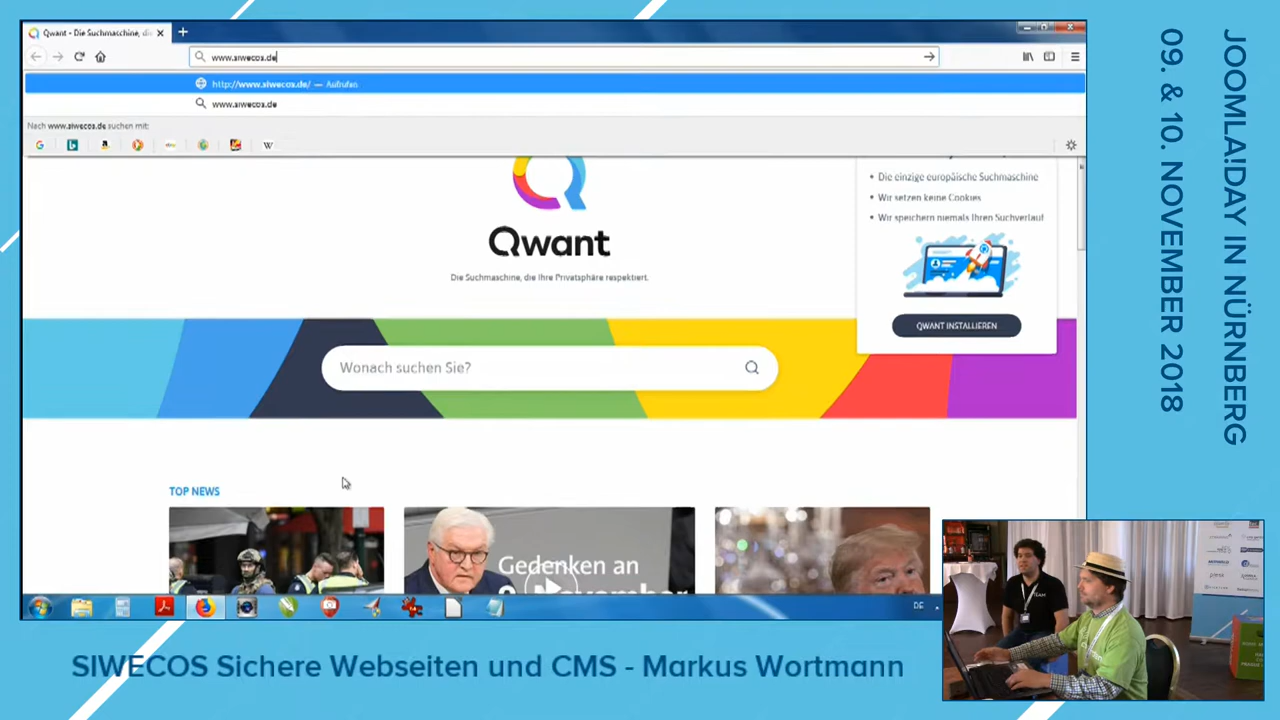 Qwant - Die Suchmaschine, di
www.siwecos.de
http://www.siwecos.de/ — Aufrufen
www.siwecos.de
Nach www.siwecos.de suchen mit:
Die einzige europäische Suchmaschine
Wir setzen keine Cookies
Wir speichern niemals Ihren Suchverlauf
Qwant
Die Suchmaschine, die Ihre Privatsphäre respektiert.
QWANT INSTALLIEREN
Wonach suchen Sie?
TOP NEWS
Gedenken an
9. November
DE
SIWECOS Sichere Webseiten und CMS - Markus Wortmann
JOOMLA!DAY IN NÜRNBERG
09. & 10. NOVEMBER 2018